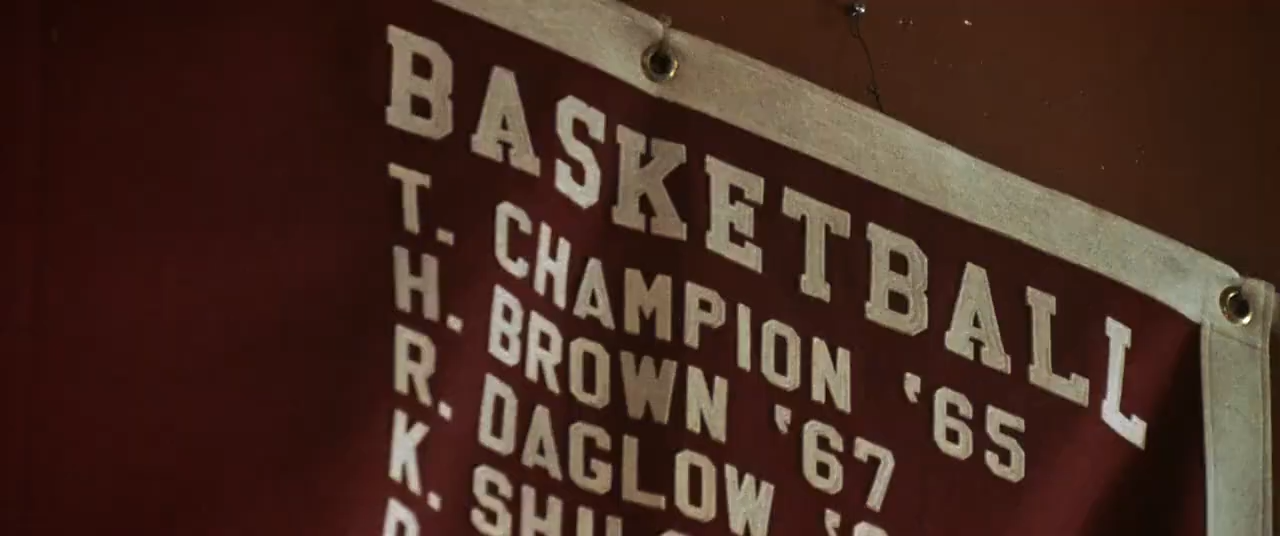 BASKETBALL
T. CHAMPION '65
H. BROWN '67
R. DAGLOW
K.